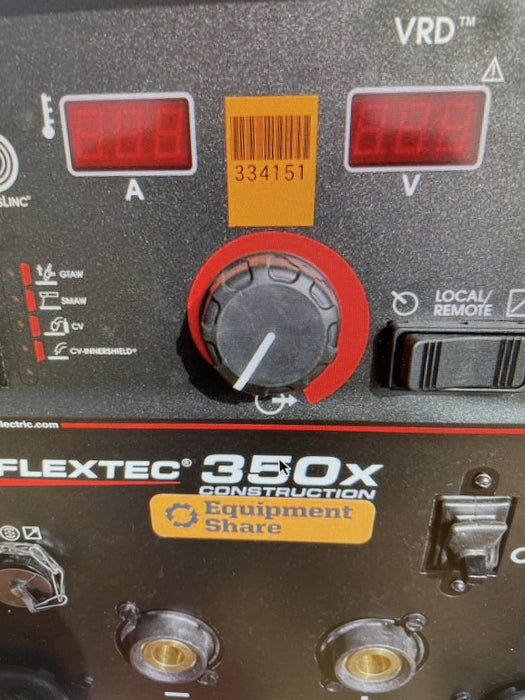 VRD™
334151
A
V
GTAW
SMAW
CV
CV-INNERSHIELD®
LOCAL/
REMOTE
FLEXTEC® 350X
CONSTRUCTION
Equipment
Share